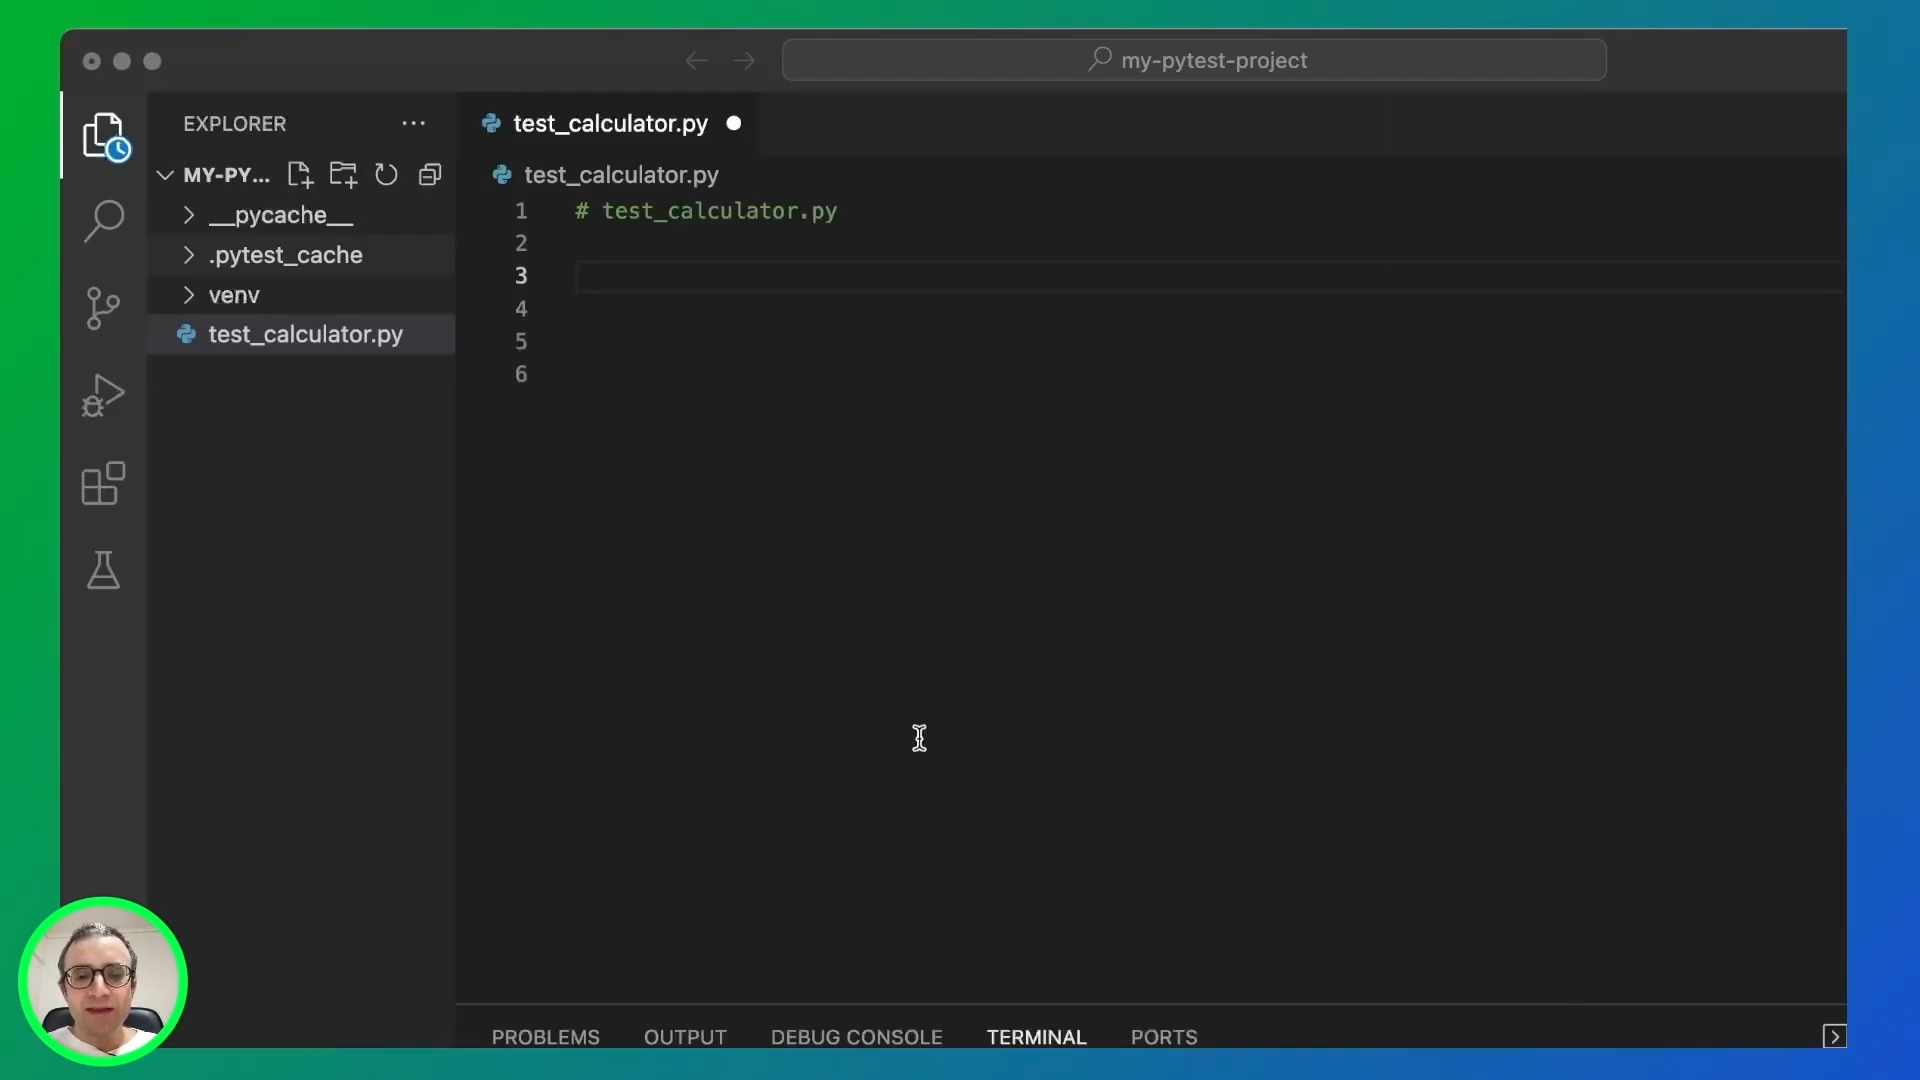 my-pytest-project
EXPLORER
test_calculator.py
MY-PY...
test_calculator.py
__pycache__
.pytest_cache
venv
test_calculator.py
1 # test_calculator.py
2
3
4
5
6
PROBLEMS OUTPUT DEBUG CONSOLE TERMINAL PORTS